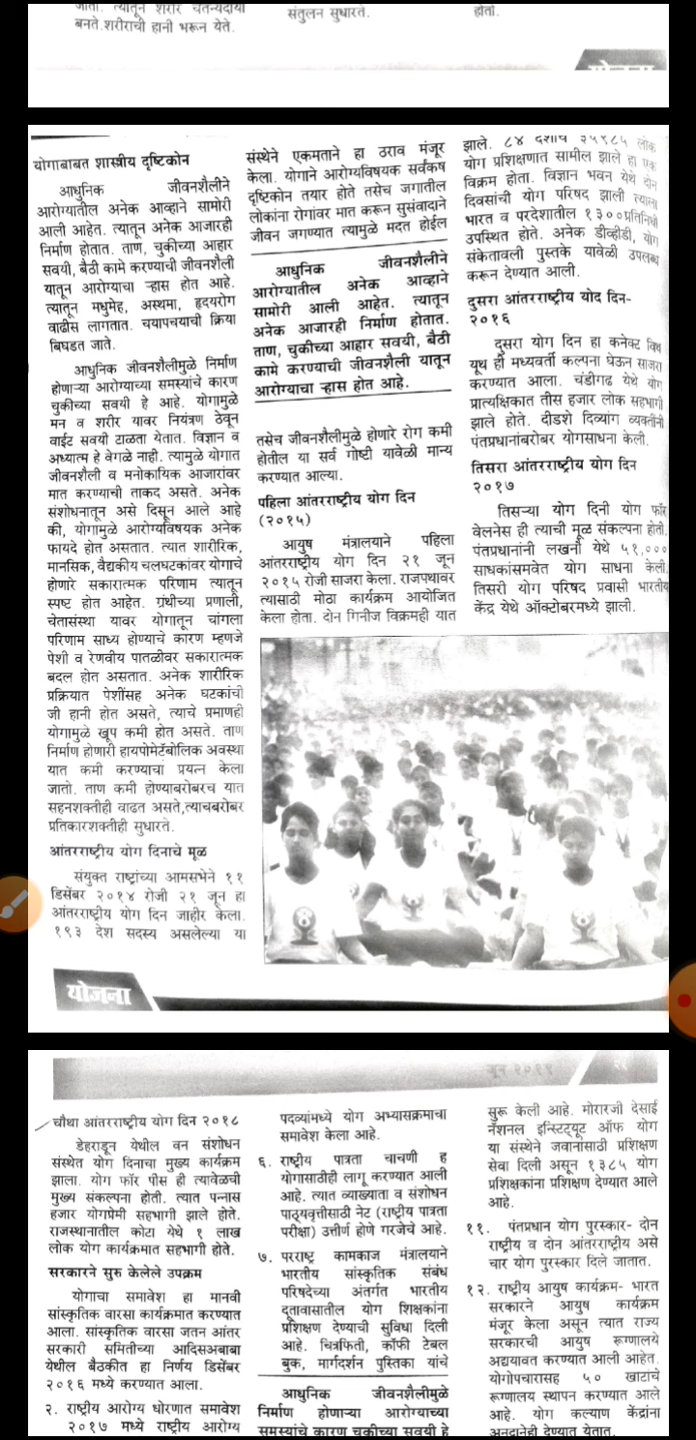 बनते.शरीराची हानी भरून येते.
संतुलन सुधारते.
होतो.
योगाबाबत शास्त्रीय दृष्टिकोन
आधुनिक जीवनशैलीने
आरोग्यातील अनेक आव्हाने सामोरी
आली आहेत. त्यातून अनेक आजारही
निर्माण होतात. ताण, चुकीच्या आहार
सवयी, बैठी कामे करण्याची जीवनशैली
यातून आरोग्याचा ऱ्हास होत आहे.
त्यातून मधुमेह, अस्थमा, हृदयरोग
वाढीस लागतात. चयापचयाची क्रिया
बिघडत जाते.
आधुनिक जीवनशैलीमुळे निर्माण
होणाऱ्या आरोग्याच्या समस्यांचे कारण
चुकीच्या सवयी हे आहे. योगामुळे
मन व शरीर यावर नियंत्रण ठेवून
वाईट सवयी टाळता येतात. विज्ञान व
अध्यात्म हे वेगळे नाही. त्यामुळे योगात
जीवनशैली व मनोकायिक आजारांवर
मात करण्याची ताकद असते. अनेक
संशोधनातून असे दिसून आले आहे
की, योगामुळे आरोग्यविषयक अनेक
फायदे होत असतात. त्यात शारीरिक,
मानसिक, वैद्यकीय चलघटकांवर योगाचे
होणारे सकारात्मक परिणाम त्यातून
स्पष्ट होत आहेत. ग्रंथीच्या प्रणाली,
चेतासंस्था यावर योगातून चांगला
परिणाम साध्य होण्याचे कारण म्हणजे
पेशी व रेणवीय पातळीवर सकारात्मक
बदल होत असतात. अनेक शारीरिक
प्रक्रियात पेशींसह अनेक घटकांची
जी हानी होत असते, त्याचे प्रमाणही
योगामुळे खूप कमी होत असते. ताण
निर्माण होणारी हायपोमेटॅबोलिक अवस्था
यात कमी करण्याचा प्रयत्न केला
जातो. ताण कमी होण्याबरोबरच यात
सहनशक्तीही वाढत असते,त्याचबरोबर
प्रतिकारशक्तीही सुधारते.
आंतरराष्ट्रीय योग दिनाचे मूळ
संयुक्त राष्ट्रांच्या आमसभेने ११
डिसेंबर २०१४ रोजी २१ जून हा
आंतरराष्ट्रीय योग दिन जाहीर केला.
१९३ देश सदस्य असलेल्या या
संस्थेने एकमताने हा ठराव मंजूर
केला. योगाने आरोग्यविषयक सर्वंकष
दृष्टिकोन तयार होते तसेच जगातील
लोकांना रोगांवर मात करून सुसंवादाने
जीवन जगण्यात त्यामुळे मदत होईल
आधुनिक जीवनशैलीने
आरोग्यातील अनेक आव्हाने
सामोरी आली आहेत. त्यातून
अनेक आजारही निर्माण होतात.
ताण, चुकीच्या आहार सवयी, बैठी
कामे करण्याची जीवनशैली यातून
आरोग्याचा ऱ्हास होत आहे.
तसेच जीवनशैलीमुळे होणारे रोग कमी
होतील या सर्व गोष्टी यावेळी मान्य
करण्यात आल्या.
पहिला आंतरराष्ट्रीय योग दिन
(२०१५)
आयुष मंत्रालयाने पहिला
आंतरराष्ट्रीय योग दिन २१ जून
२०१५ रोजी साजरा केला. राजपथावर
त्यासाठी मोठा कार्यक्रम आयोजित
केला होता. दोन गिनीज विक्रमही यात
झाले. ८४ देशांचे ३५९८५ लोक
योग प्रशिक्षणात सामील झाले हा एक
विक्रम होता. विज्ञान भवन येथे दोन
दिवसांची योग परिषद झाली त्याला
भारत व परदेशातील १३००प्रतिनिधी
उपस्थित होते. अनेक डीव्हीडी, योग
संकेतावली पुस्तके यावेळी उपलब्ध
करून देण्यात आली.
दुसरा आंतरराष्ट्रीय योद दिन-
२०१६
दुसरा योग दिन हा कनेक्ट विथ
यूथ ही मध्यवर्ती कल्पना घेऊन साजरा
करण्यात आला. चंडीगढ येथे योग
प्रात्यक्षिकात तीस हजार लोक सहभागी
झाले होते. दीडशे दिव्यांग व्यक्तींनी
पंतप्रधानांबरोबर योगसाधना केली.
तिसरा आंतरराष्ट्रीय योग दिन
२०१७
तिसऱ्या योग दिनी योग फॉर
वेलनेस ही त्याची मूळ संकल्पना होती.
पंतप्रधानांनी लखनौ येथे ५१,०००
साधकांसमवेत योग साधना केली.
तिसरी योग परिषद प्रवासी भारतीय
केंद्र येथे ऑक्टोबरमध्ये झाली.
योजना
जून २०१९
चौथा आंतरराष्ट्रीय योग दिन २०१८
डेहराडून येथील वन संशोधन
संस्थेत योग दिनाचा मुख्य कार्यक्रम
झाला. योग फॉर पीस ही त्यावेळची
मुख्य संकल्पना होती. त्यात पन्नास
हजार योगप्रेमी सहभागी झाले होते.
राजस्थानातील कोटा येथे १ लाख
लोक योग कार्यक्रमात सहभागी होते.
सरकारने सुरु केलेले उपक्रम
योगाचा समावेश हा मानवी
सांस्कृतिक वारसा कार्यक्रमात करण्यात
आला. सांस्कृतिक वारसा जतन आंतर
सरकारी समितीच्या आदिसअबाबा
येथील बैठकीत हा निर्णय डिसेंबर
२०१६ मध्ये करण्यात आला.
२. राष्ट्रीय आरोग्य धोरणात समावेश
२०१७ मध्ये राष्ट्रीय आरोग्य
पदव्यांमध्ये योग अभ्यासक्रमाचा
समावेश केला आहे.
६. राष्ट्रीय पात्रता चाचणी ह
योगासाठीही लागू करण्यात आली
आहे. त्यात व्याख्याता व संशोधन
पाठ्यवृत्तीसाठी नेट (राष्ट्रीय पात्रता
परीक्षा) उत्तीर्ण होणे गरजेचे आहे.
७. परराष्ट्र कामकाज मंत्रालयाने
भारतीय सांस्कृतिक संबंध
परिषदेच्या अंतर्गत भारतीय
दूतावासातील योग शिक्षकांना
प्रशिक्षण देण्याची सुविधा दिली
आहे. चित्रफिती, कॉफी टेबल
बुक, मार्गदर्शन पुस्तिका यांचे
आधुनिक जीवनशैलीमुळे
निर्माण होणाऱ्या आरोग्याच्या
समस्यांचे कारण चुकीच्या सवयी हे
सुरू केली आहे. मोरारजी देसाई
नॅशनल इन्स्टिट्यूट ऑफ योग
या संस्थेने जवानांसाठी प्रशिक्षण
सेवा दिली असून १३८५ योग
प्रशिक्षकांना प्रशिक्षण देण्यात आले
आहे.
११. पंतप्रधान योग पुरस्कार- दोन
राष्ट्रीय व दोन आंतरराष्ट्रीय असे
चार योग पुरस्कार दिले जातात.
१२. राष्ट्रीय आयुष कार्यक्रम- भारत
सरकारने आयुष कार्यक्रम
मंजूर केला असून त्यात राज्य
सरकारची आयुष रूग्णालये
अद्ययावत करण्यात आली आहेत.
योगोपचारासह ५० खाटांचे
रूग्णालय स्थापन करण्यात आले
आहे. योग कल्याण केंद्रांना
अनुदानेही देण्यात येतात.